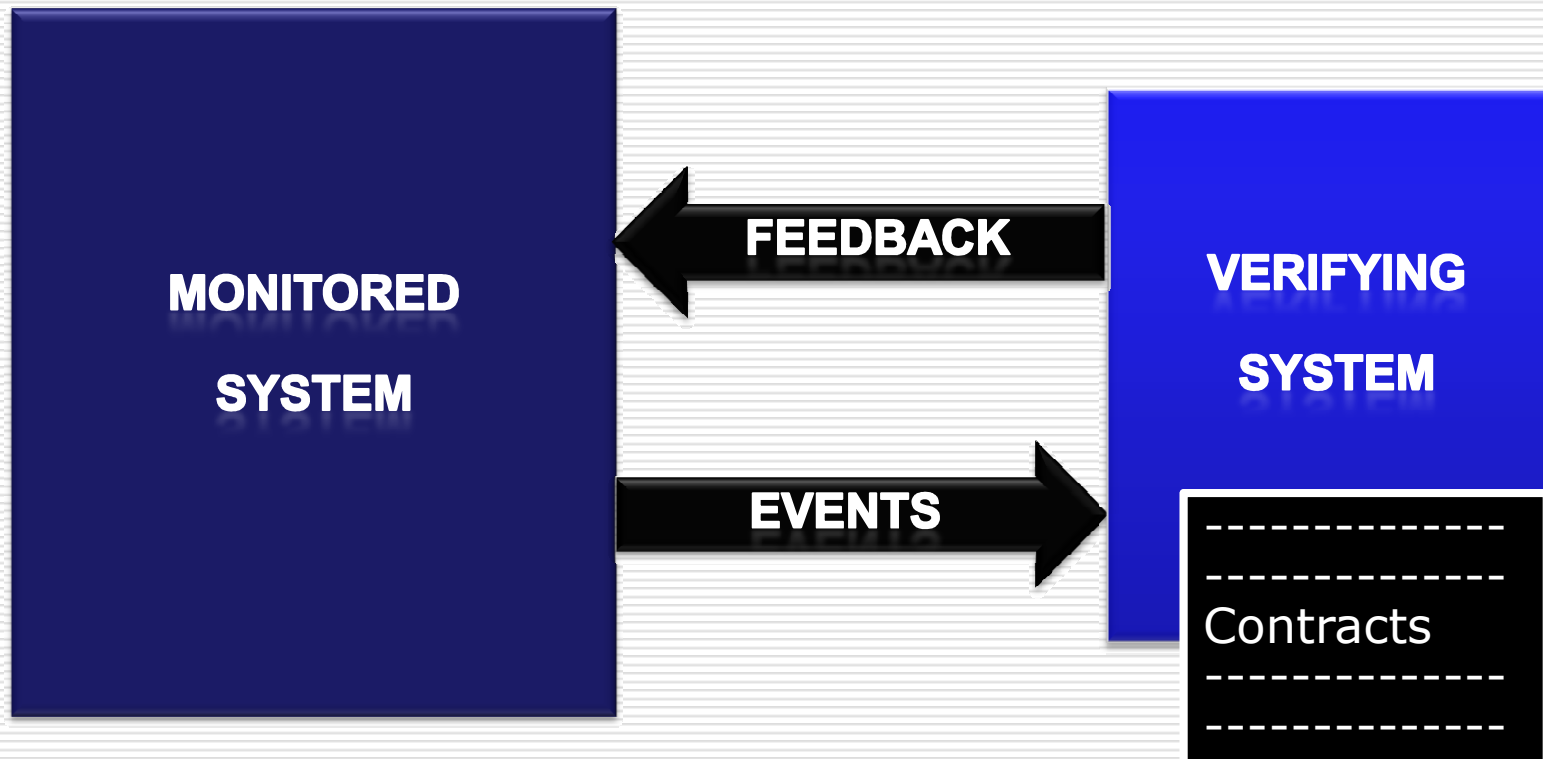 MONITORED
SYSTEM
FEEDBACK
EVENTS
VERIFYING
SYSTEM
--------------
--------------
Contracts
--------------
--------------